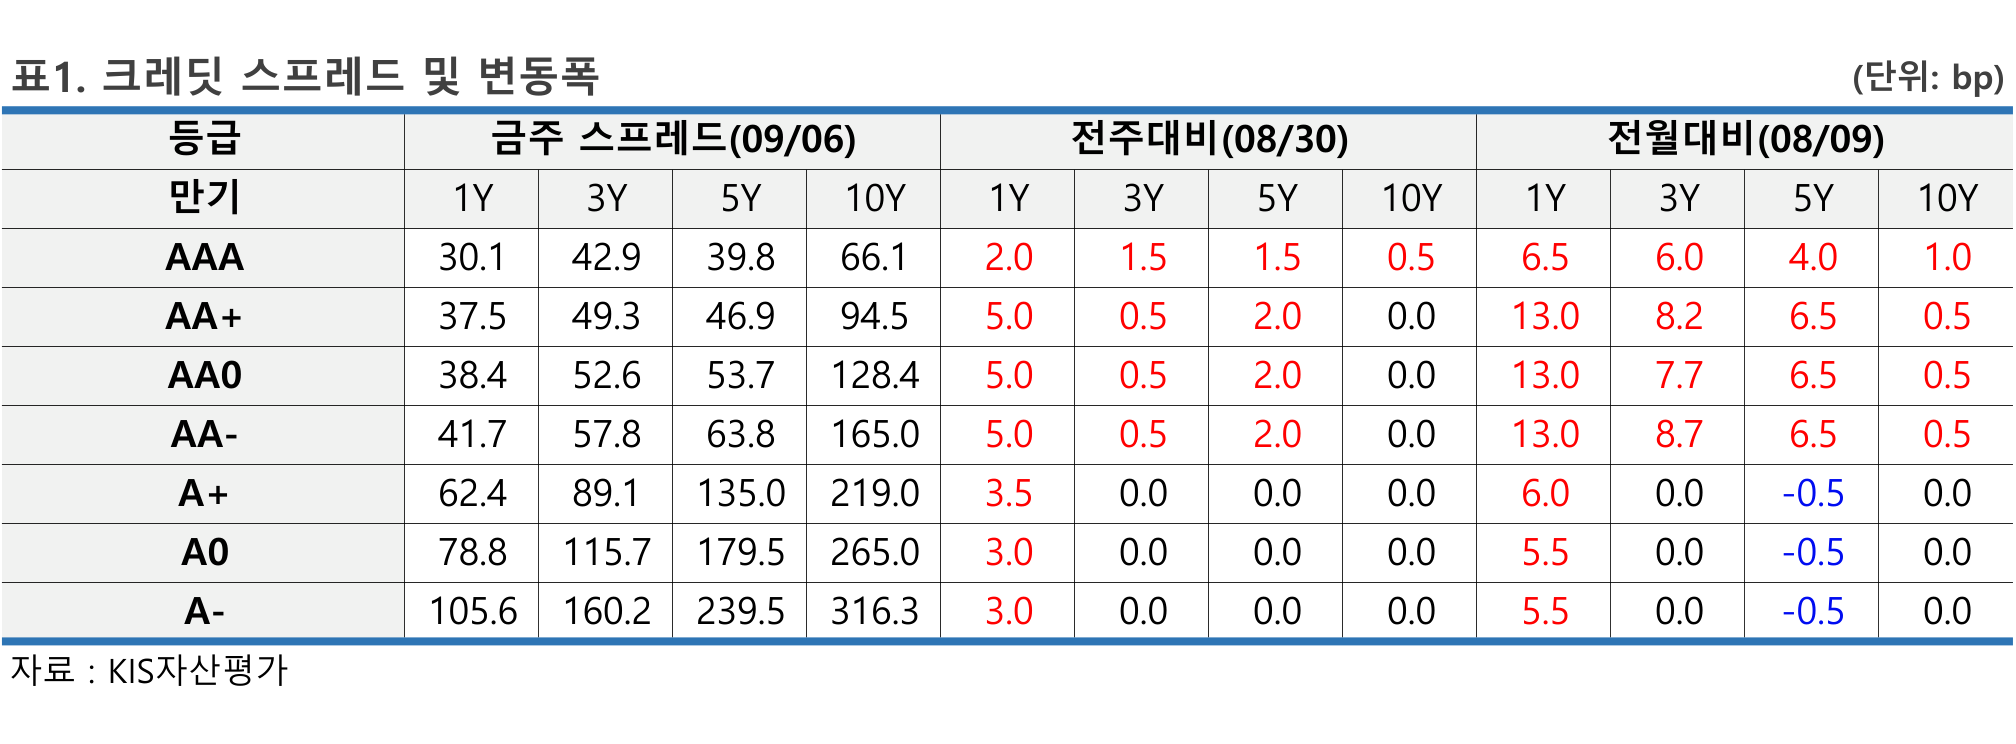 표1. 크레딧 스프레드 및 변동폭 (단위: bp)
등급 금주 스프레드(09/06) 전주대비(08/30) 전월대비(08/09)
만기 1Y 3Y 5Y 10Y 1Y 3Y 5Y 10Y 1Y 3Y 5Y 10Y
AAA 30.1 42.9 39.8 66.1 2.0 1.5 1.5 0.5 6.5 6.0 4.0 1.0
AA+ 37.5 49.3 46.9 94.5 5.0 0.5 2.0 0.0 13.0 8.2 6.5 0.5
AA0 38.4 52.6 53.7 128.4 5.0 0.5 2.0 0.0 13.0 7.7 6.5 0.5
AA- 41.7 57.8 63.8 165.0 5.0 0.5 2.0 0.0 13.0 8.7 6.5 0.5
A+ 62.4 89.1 135.0 219.0 3.5 0.0 0.0 0.0 6.0 0.0 -0.5 0.0
A0 78.8 115.7 179.5 265.0 3.0 0.0 0.0 0.0 5.5 0.0 -0.5 0.0
A- 105.6 160.2 239.5 316.3 3.0 0.0 0.0 0.0 5.5 0.0 -0.5 0.0
자료 : KIS자산평가